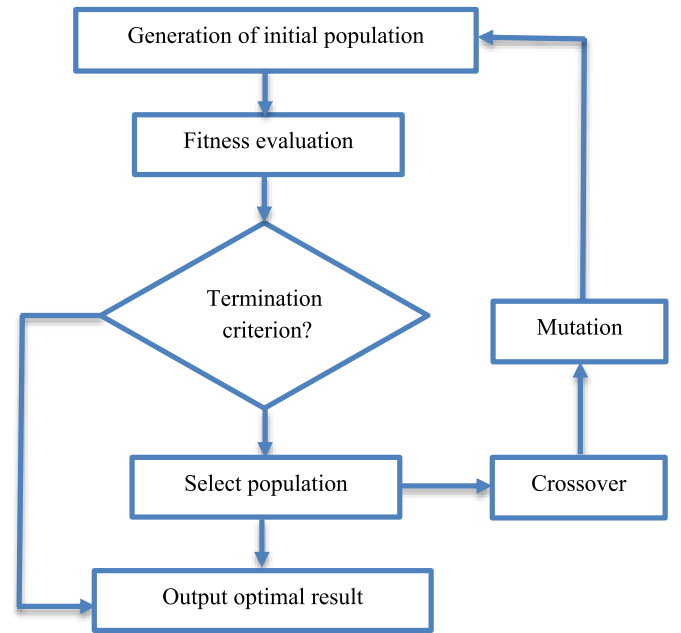 Generation of initial population
Fitness evaluation
Termination
criterion?
Mutation
Select population
Crossover
Output optimal result